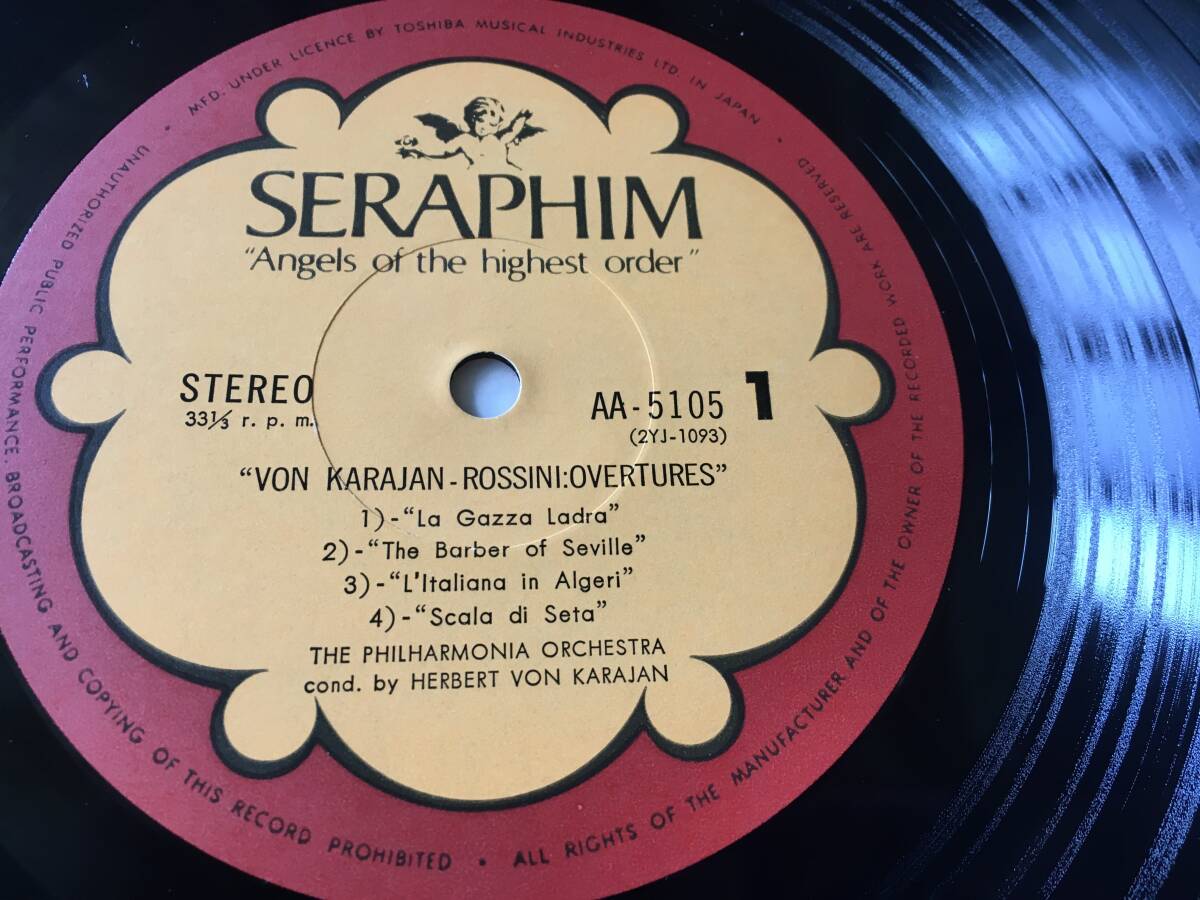 MFD. UNDER LICENCE BY TOSHIBA MUSICAL INDUSTRIES LTD. IN JAPAN •
UNAUTHORIZED PUBLIC PERFORMANCE, BROADCASTING AND COPYING OF THIS RECORD PROHIBITED • ALL RIGHTS OF THE MANUFACTURER AND OF THE OWNER OF THE RECORDED WORK ARE RESERVED •
SERAPHIM
"Angels of the highest order"
STEREO
33⅓ r. p. m.
AA-5105 1
(2YJ-1093)
"VON KARAJAN-ROSSINI:OVERTURES"
1)-"La Gazza Ladra"
2)-"The Barber of Seville"
3)-"L'Italiana in Algeri"
4)-"Scala di Seta"
THE PHILHARMONIA ORCHESTRA
cond. by HERBERT VON KARAJAN